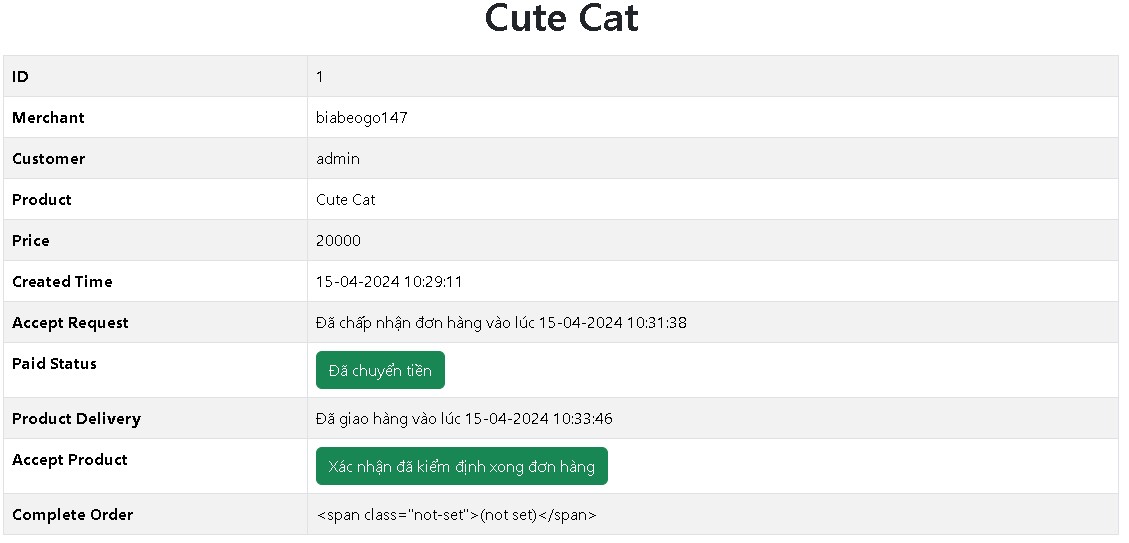 Cute Cat
ID 1
Merchant biabeogo147
Customer admin
Product Cute Cat
Price 20000
Created Time 15-04-2024 10:29:11
Accept Request Đã chấp nhận đơn hàng vào lúc 15-04-2024 10:31:38
Paid Status Đã chuyển tiền
Product Delivery Đã giao hàng vào lúc 15-04-2024 10:33:46
Accept Product Xác nhận đã kiểm định xong đơn hàng
Complete Order <span class="not-set">(not set)</span>